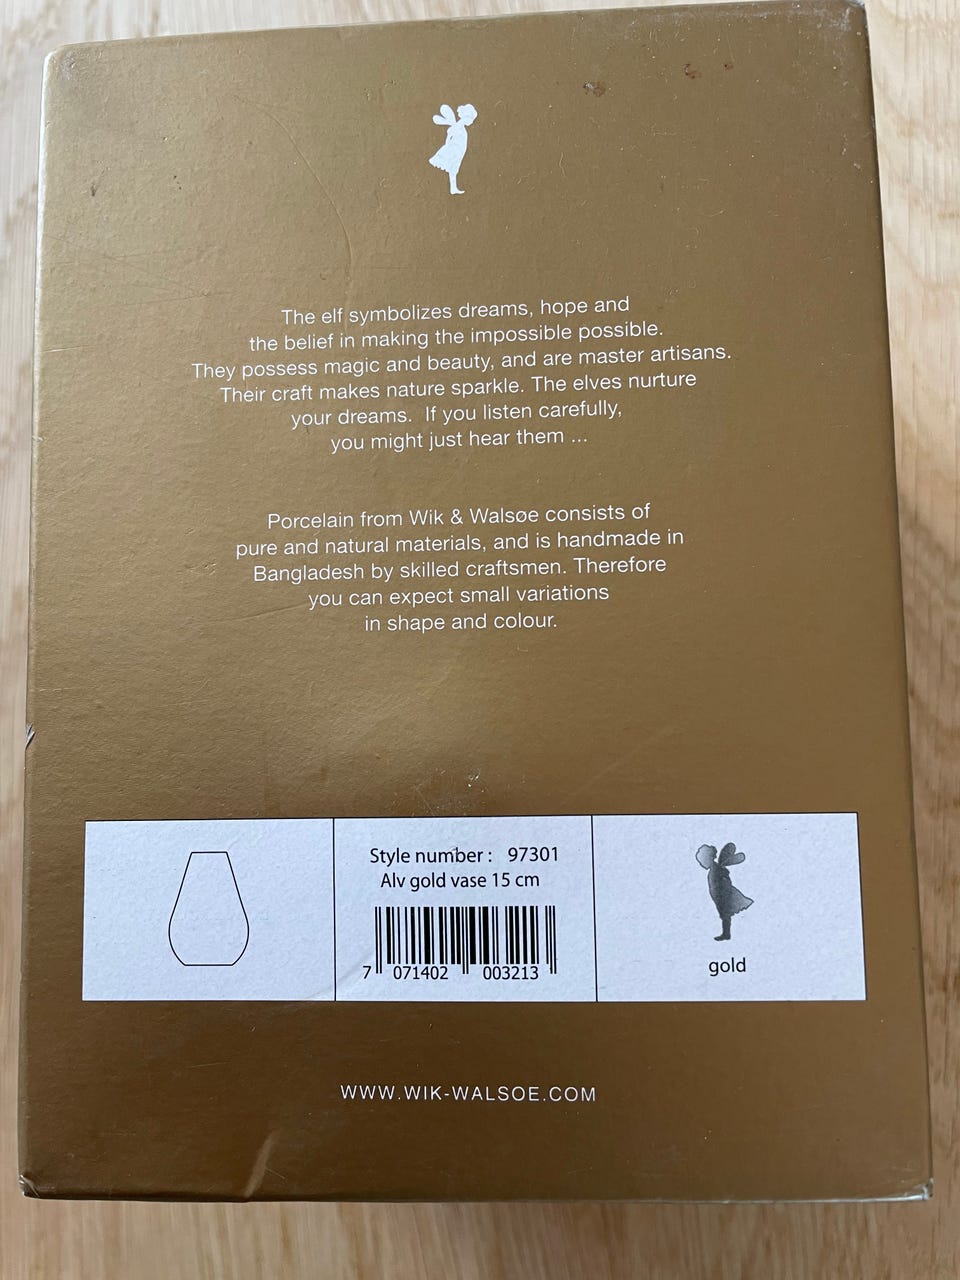 The elf symbolizes dreams, hope and
the belief in making the impossible possible.
They possess magic and beauty, and are master artisans.
Their craft makes nature sparkle. The elves nurture
your dreams. If you listen carefully,
you might just hear them ...
Porcelain from Wik & Walsøe consists of
pure and natural materials, and is handmade in
Bangladesh by skilled craftsmen. Therefore
you can expect small variations
in shape and colour.
Style number : 97301
Alv gold vase 15 cm
7 071402 003213
gold
WWW.WIK-WALSOE.COM